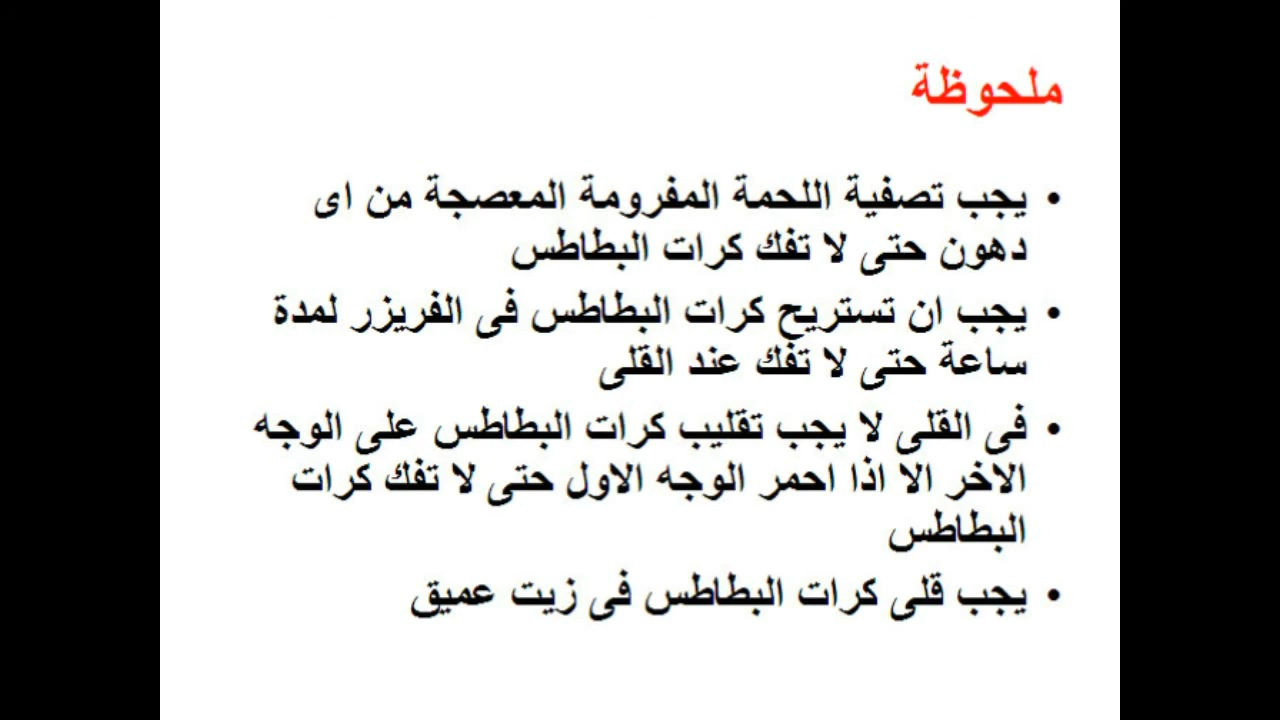 ملحوظة
• يجب تصفية اللحمة المفرومة المعصجة من اى
دهون حتى لا تفك كرات البطاطس
• يجب ان تستريح كرات البطاطس فى الفريزر لمدة
ساعة حتى لا تفك عند القلى
• فى القلى لا يجب تقليب كرات البطاطس على الوجه
الاخر الا اذا احمر الوجه الاول حتى لا تفك كرات
البطاطس
• يجب قلى كرات البطاطس فى زيت عميق